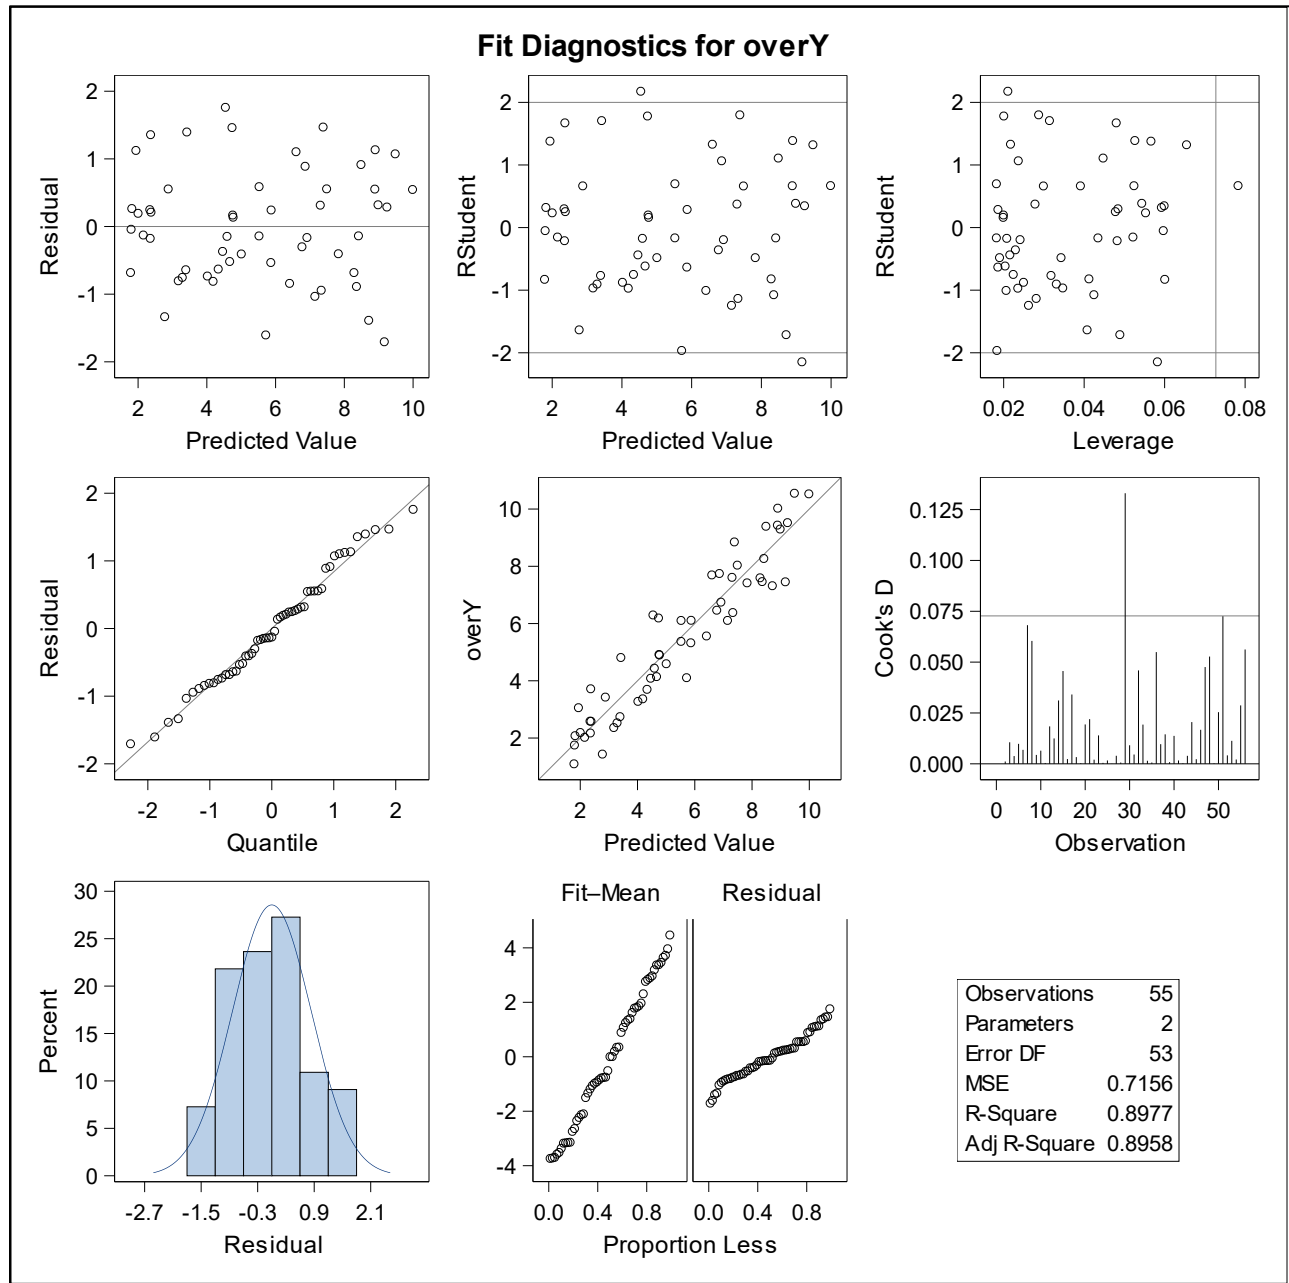 Fit Diagnostics for overY
2
1
0
-1
-2
Residual
2 4 6 8 10
Predicted Value
2
1
0
-1
-2
RStudent
2 4 6 8 10
Predicted Value
2
1
0
-1
-2
RStudent
0.02 0.04 0.06 0.08
Leverage
2
1
0
-1
-2
Residual
-2 -1 0 1 2
Quantile
10
8
6
4
2
overY
2 4 6 8 10
Predicted Value
0.125
0.100
0.075
0.050
0.025
0.000
Cook's D
0 10 20 30 40 50
Observation
30
25
20
15
10
5
0
Percent
-2.7 -1.5 -0.3 0.9 2.1
Residual
Fit–Mean Residual
4
2
0
-2
-4
0.0 0.4 0.8 0.0 0.4 0.8
Proportion Less
Observations 55
Parameters 2
Error DF 53
MSE 0.7156
R-Square 0.8977
Adj R-Square 0.8958